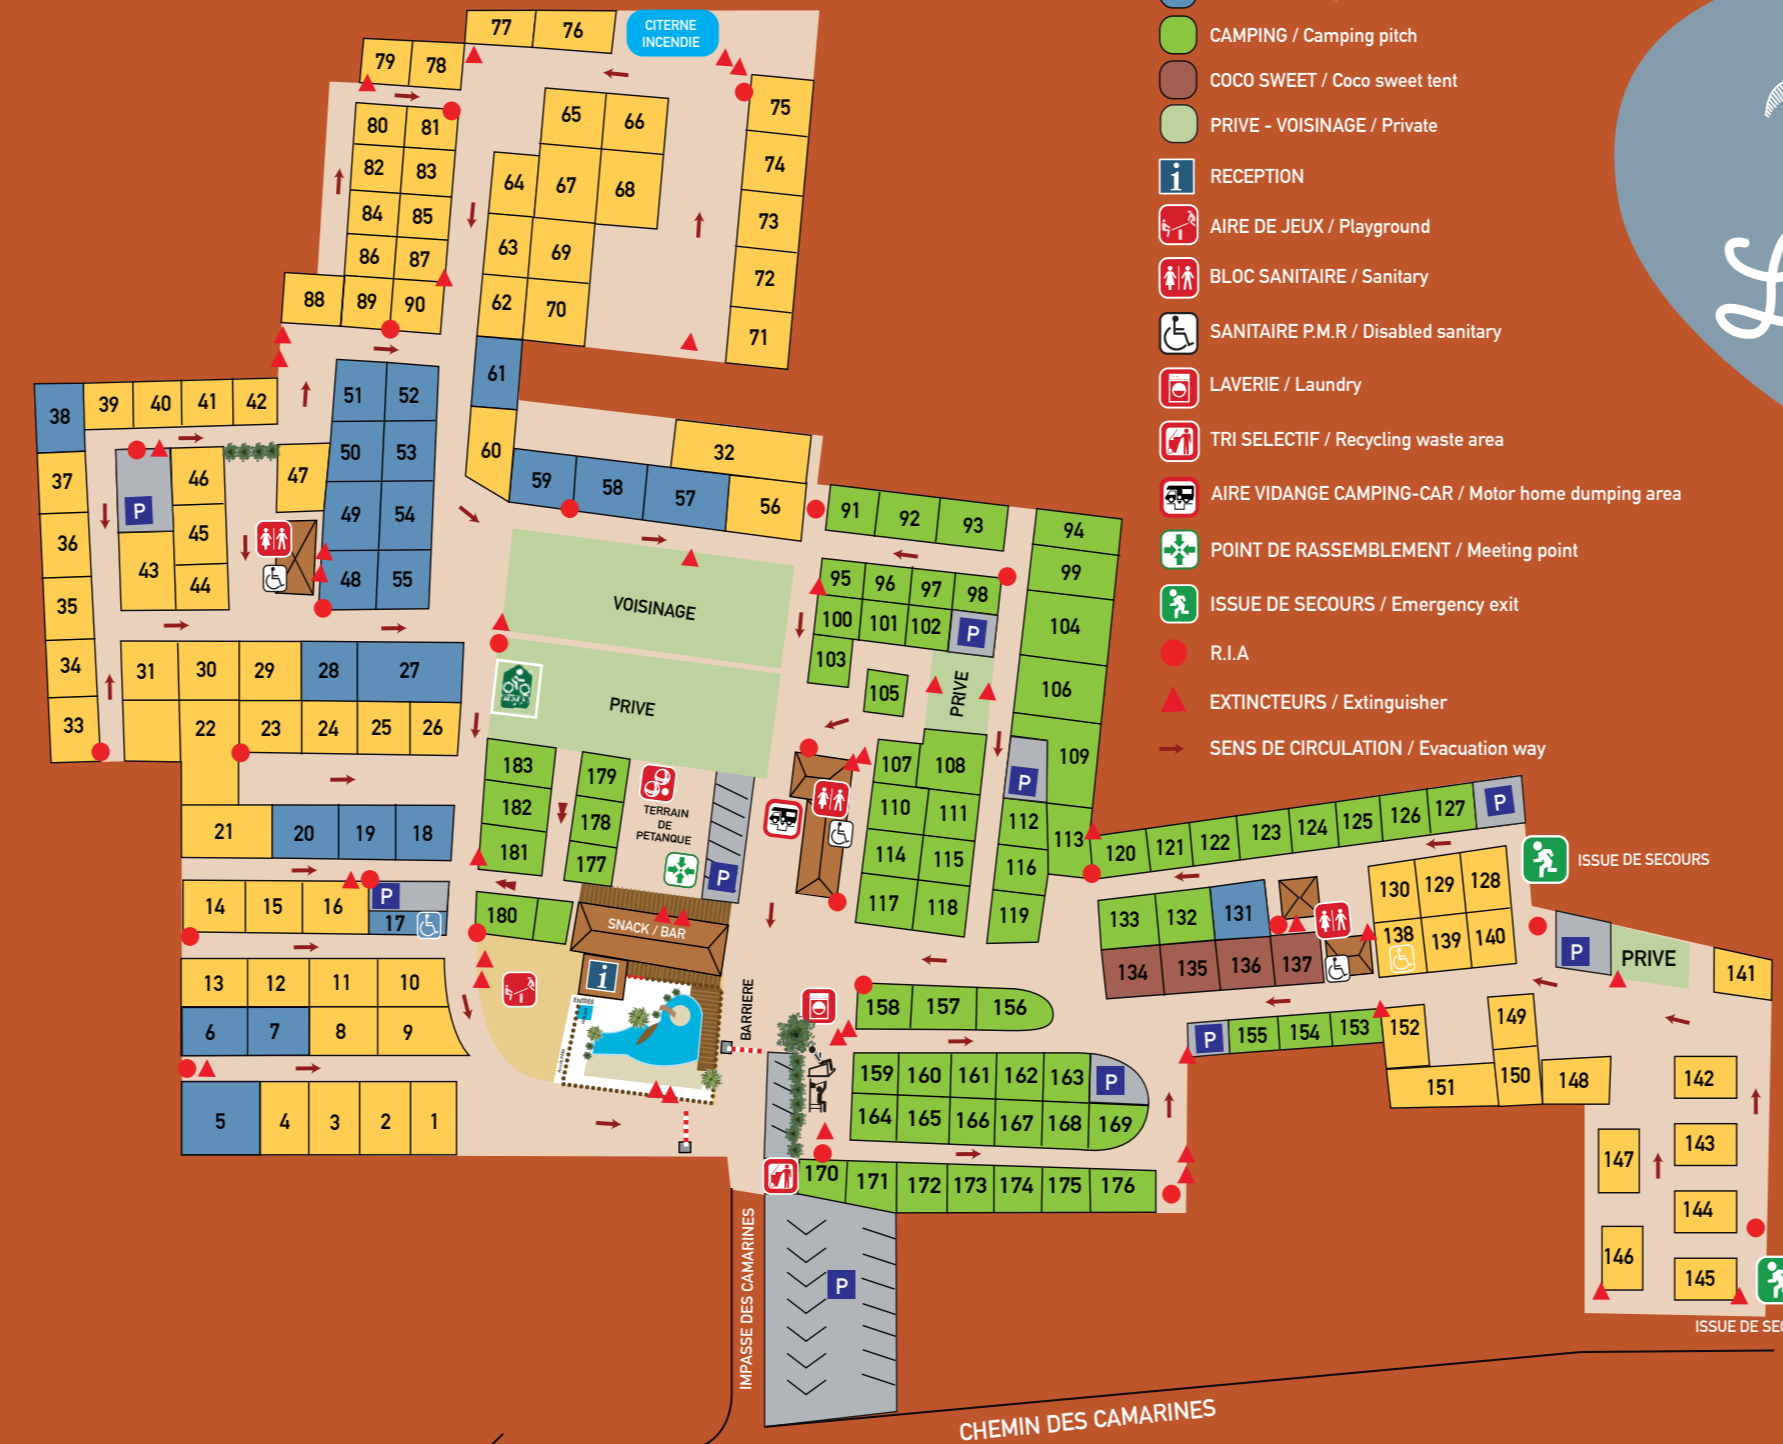 CAMPING / Camping pitch
COCO SWEET / Coco sweet tent
PRIVE - VOISINAGE / Private
i RECEPTION
AIRE DE JEUX / Playground
BLOC SANITAIRE / Sanitary
SANITAIRE P.M.R / Disabled sanitary
LAVERIE / Laundry
TRI SELECTIF / Recycling waste area
AIRE VIDANGE CAMPING-CAR / Motor home dumping area
POINT DE RASSEMBLEMENT / Meeting point
ISSUE DE SECOURS / Emergency exit
R.I.A
EXTINCTEURS / Extinguisher
SENS DE CIRCULATION / Evacuation way
77 76
CITERNE
INCENDIE
79 78
80 81
82 83
84 85
86 87
88 89 90
65 66
64 67 68
63 69
62 70
61
60
75
74
73
72
71
38 39 40 41 42
37
36
35
34
33
P
46
45
43 44
47
51 52
50 53
49 54
48 55
32
59 58 57 56
31 30 29 28 27
22 23 24 25 26
21 20 19 18
14 15 16 P
17
13 12 11 10
6 7 8 9
5 4 3 2 1
VOISINAGE
PRIVE
183
182
181
180
179
178
177
TERRAIN
DE
PETANQUE
P
SNACK / BAR
i
ENTRÉE
BARRIERE
91 92 93
94
99
104
106
109
95 96 97 98
100 101 102 P
103
105
PRIVE
P
107 108
110 111
114 115
117 118
112 113
116
119
120 121 122 123 124 125 126 127 P
ISSUE DE SECOURS
133 132 131
134 135 136 137
130 129 128
138 139 140
P PRIVE 141
158 157 156
159 160 161 162 163 P
164 165 166 167 168 169
170 171 172 173 174 175 176
P 155 154 153 152
149
151 150 148
142
143
144
145
147
146
ISSUE DE SEC
P
IMPASSE DES CAMARINES
CHEMIN DES CAMARINES